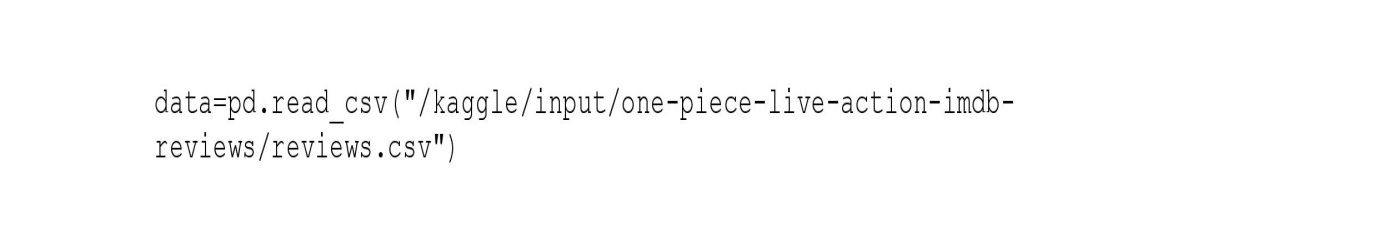 data=pd.read_csv("/kaggle/input/one-piece-live-action-imdb-
reviews/reviews.csv")